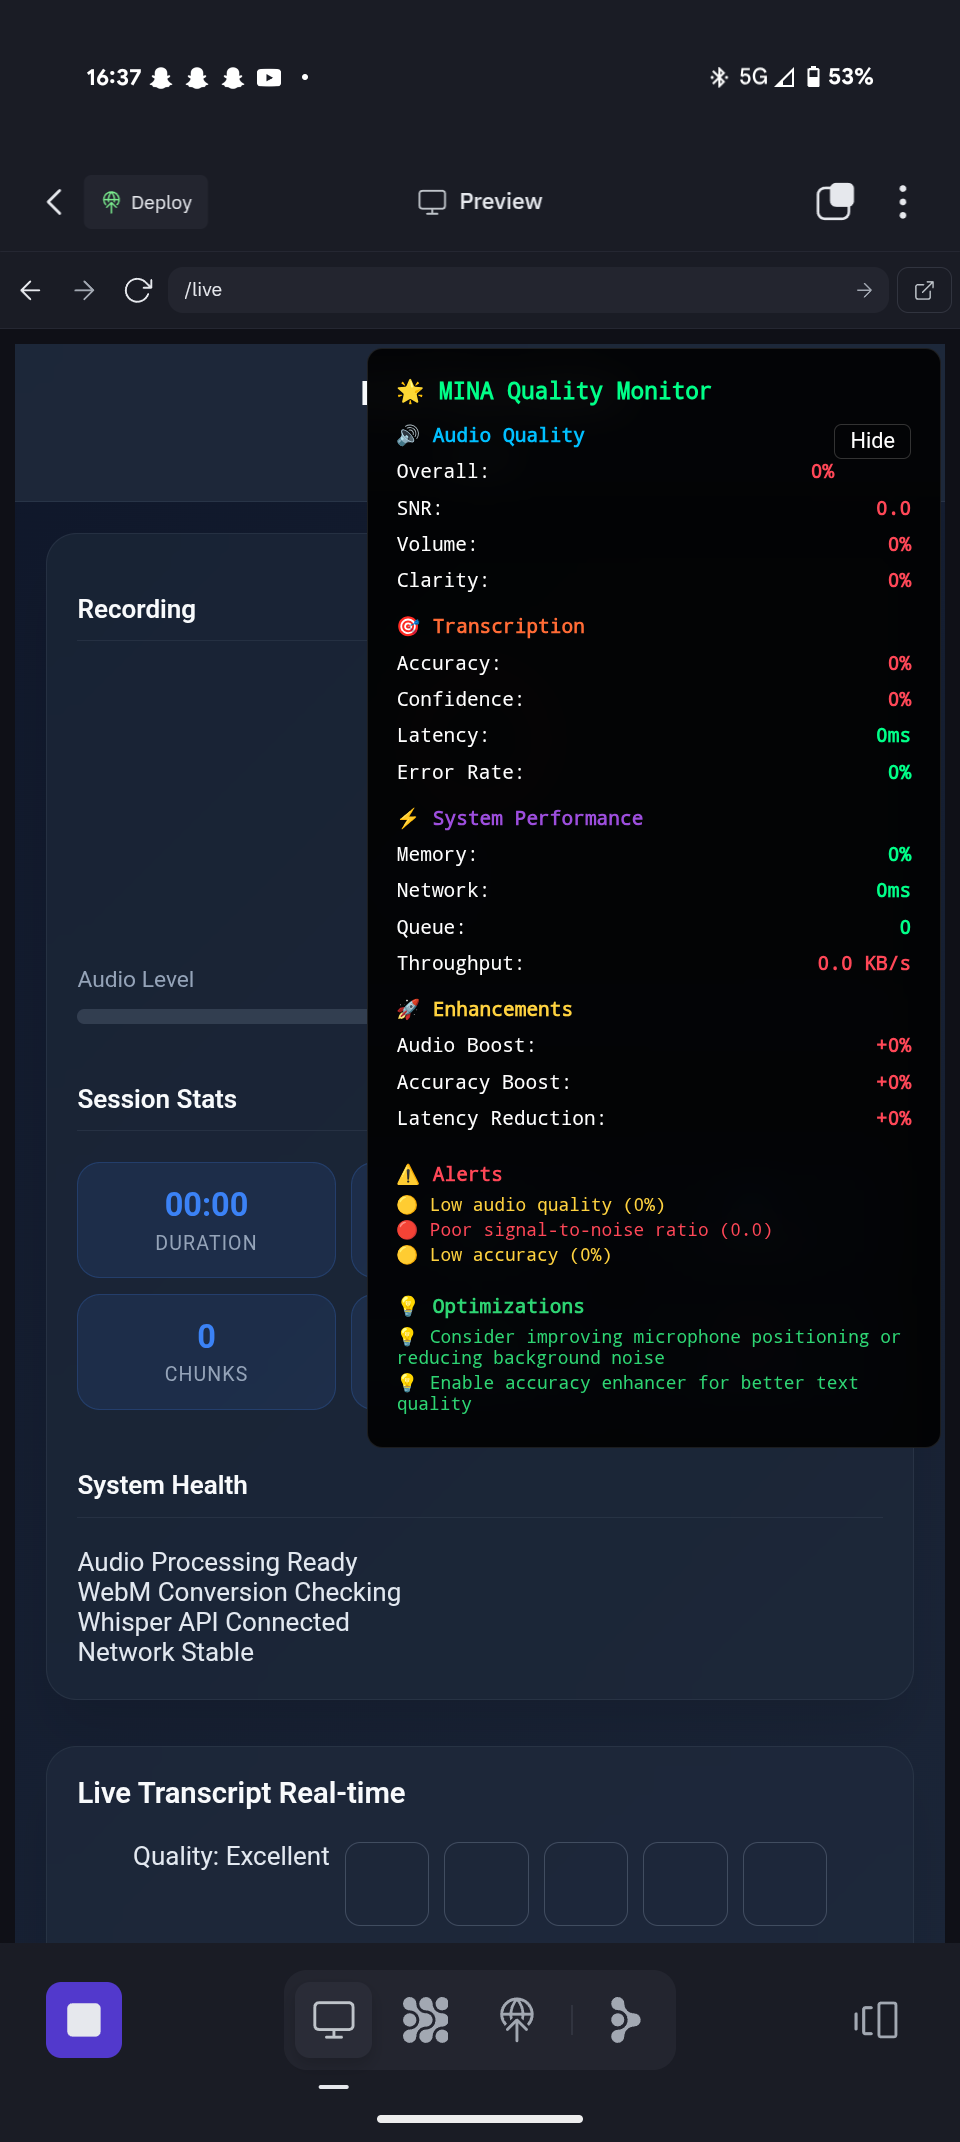 16:37
5G 53%
Deploy
Preview
/live
MINA Quality Monitor
Audio Quality
Hide
Overall: 0%
SNR: 0.0
Volume: 0%
Clarity: 0%
Transcription
Accuracy: 0%
Confidence: 0%
Latency: 0ms
Error Rate: 0%
System Performance
Memory: 0%
Network: 0ms
Queue: 0
Throughput: 0.0 KB/s
Enhancements
Audio Boost: +0%
Accuracy Boost: +0%
Latency Reduction: +0%
Alerts
Low audio quality (0%)
Poor signal-to-noise ratio (0.0)
Low accuracy (0%)
Optimizations
Consider improving microphone positioning or
reducing background noise
Enable accuracy enhancer for better text
quality
Recording
Audio Level
Session Stats
00:00
DURATION
0
CHUNKS
System Health
Audio Processing Ready
WebM Conversion Checking
Whisper API Connected
Network Stable
Live Transcript Real-time
Quality: Excellent